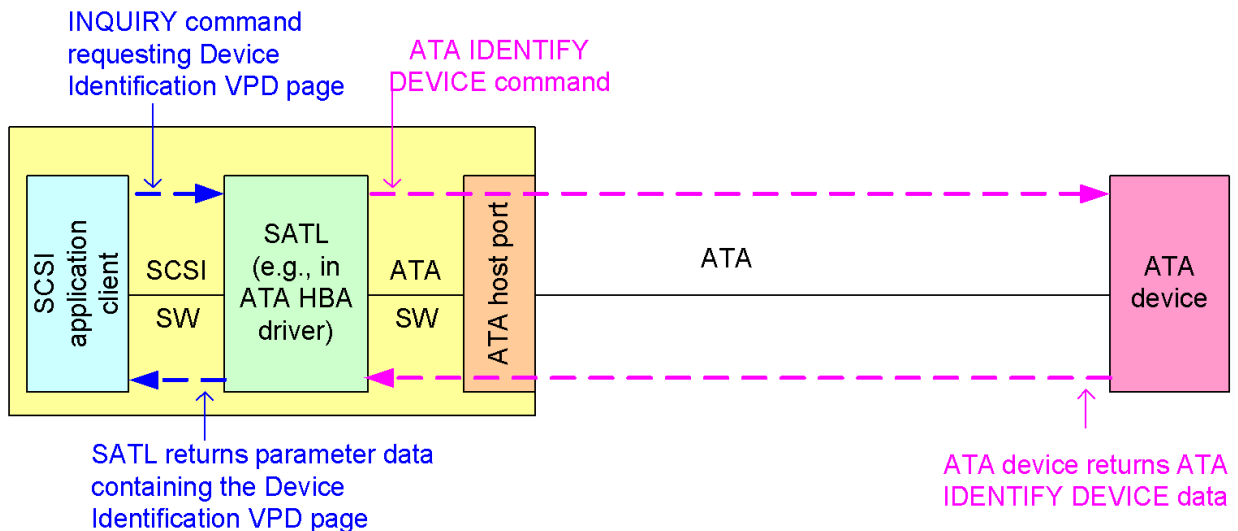 INQUIRY command
requesting Device
Identification VPD page
ATA IDENTIFY
DEVICE command
SCSI
application
client
SCSI
SW
SATL
(e.g., in
ATA HBA
driver)
ATA
SW
ATA host port
ATA
ATA
device
SATL returns parameter data
containing the Device
Identification VPD page
ATA device returns ATA
IDENTIFY DEVICE data